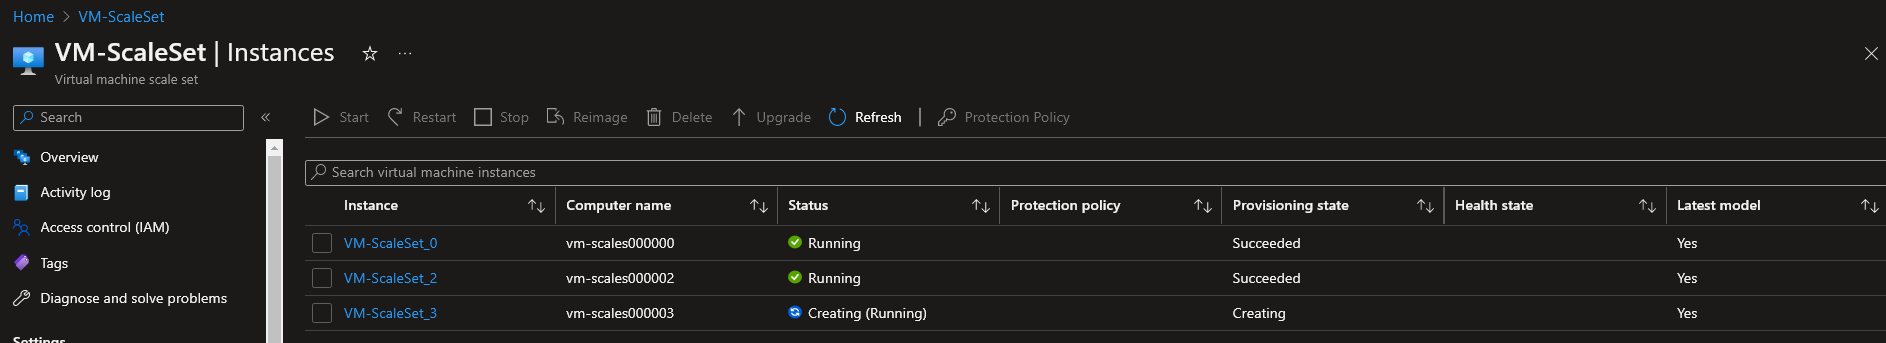 Home > VM-ScaleSet
VM-ScaleSet | Instances ...
Virtual machine scale set
Search «
Start Restart Stop Reimage Delete Upgrade Refresh | Protection Policy
Overview
Activity log
Access control (IAM)
Tags
Diagnose and solve problems
Settings
Search virtual machine instances
Instance Computer name Status Protection policy Provisioning state Health state Latest model
VM-ScaleSet_0 vm-scales000000 Running Succeeded Yes
VM-ScaleSet_2 vm-scales000002 Running Succeeded Yes
VM-ScaleSet_3 vm-scales000003 Creating (Running) Creating Yes